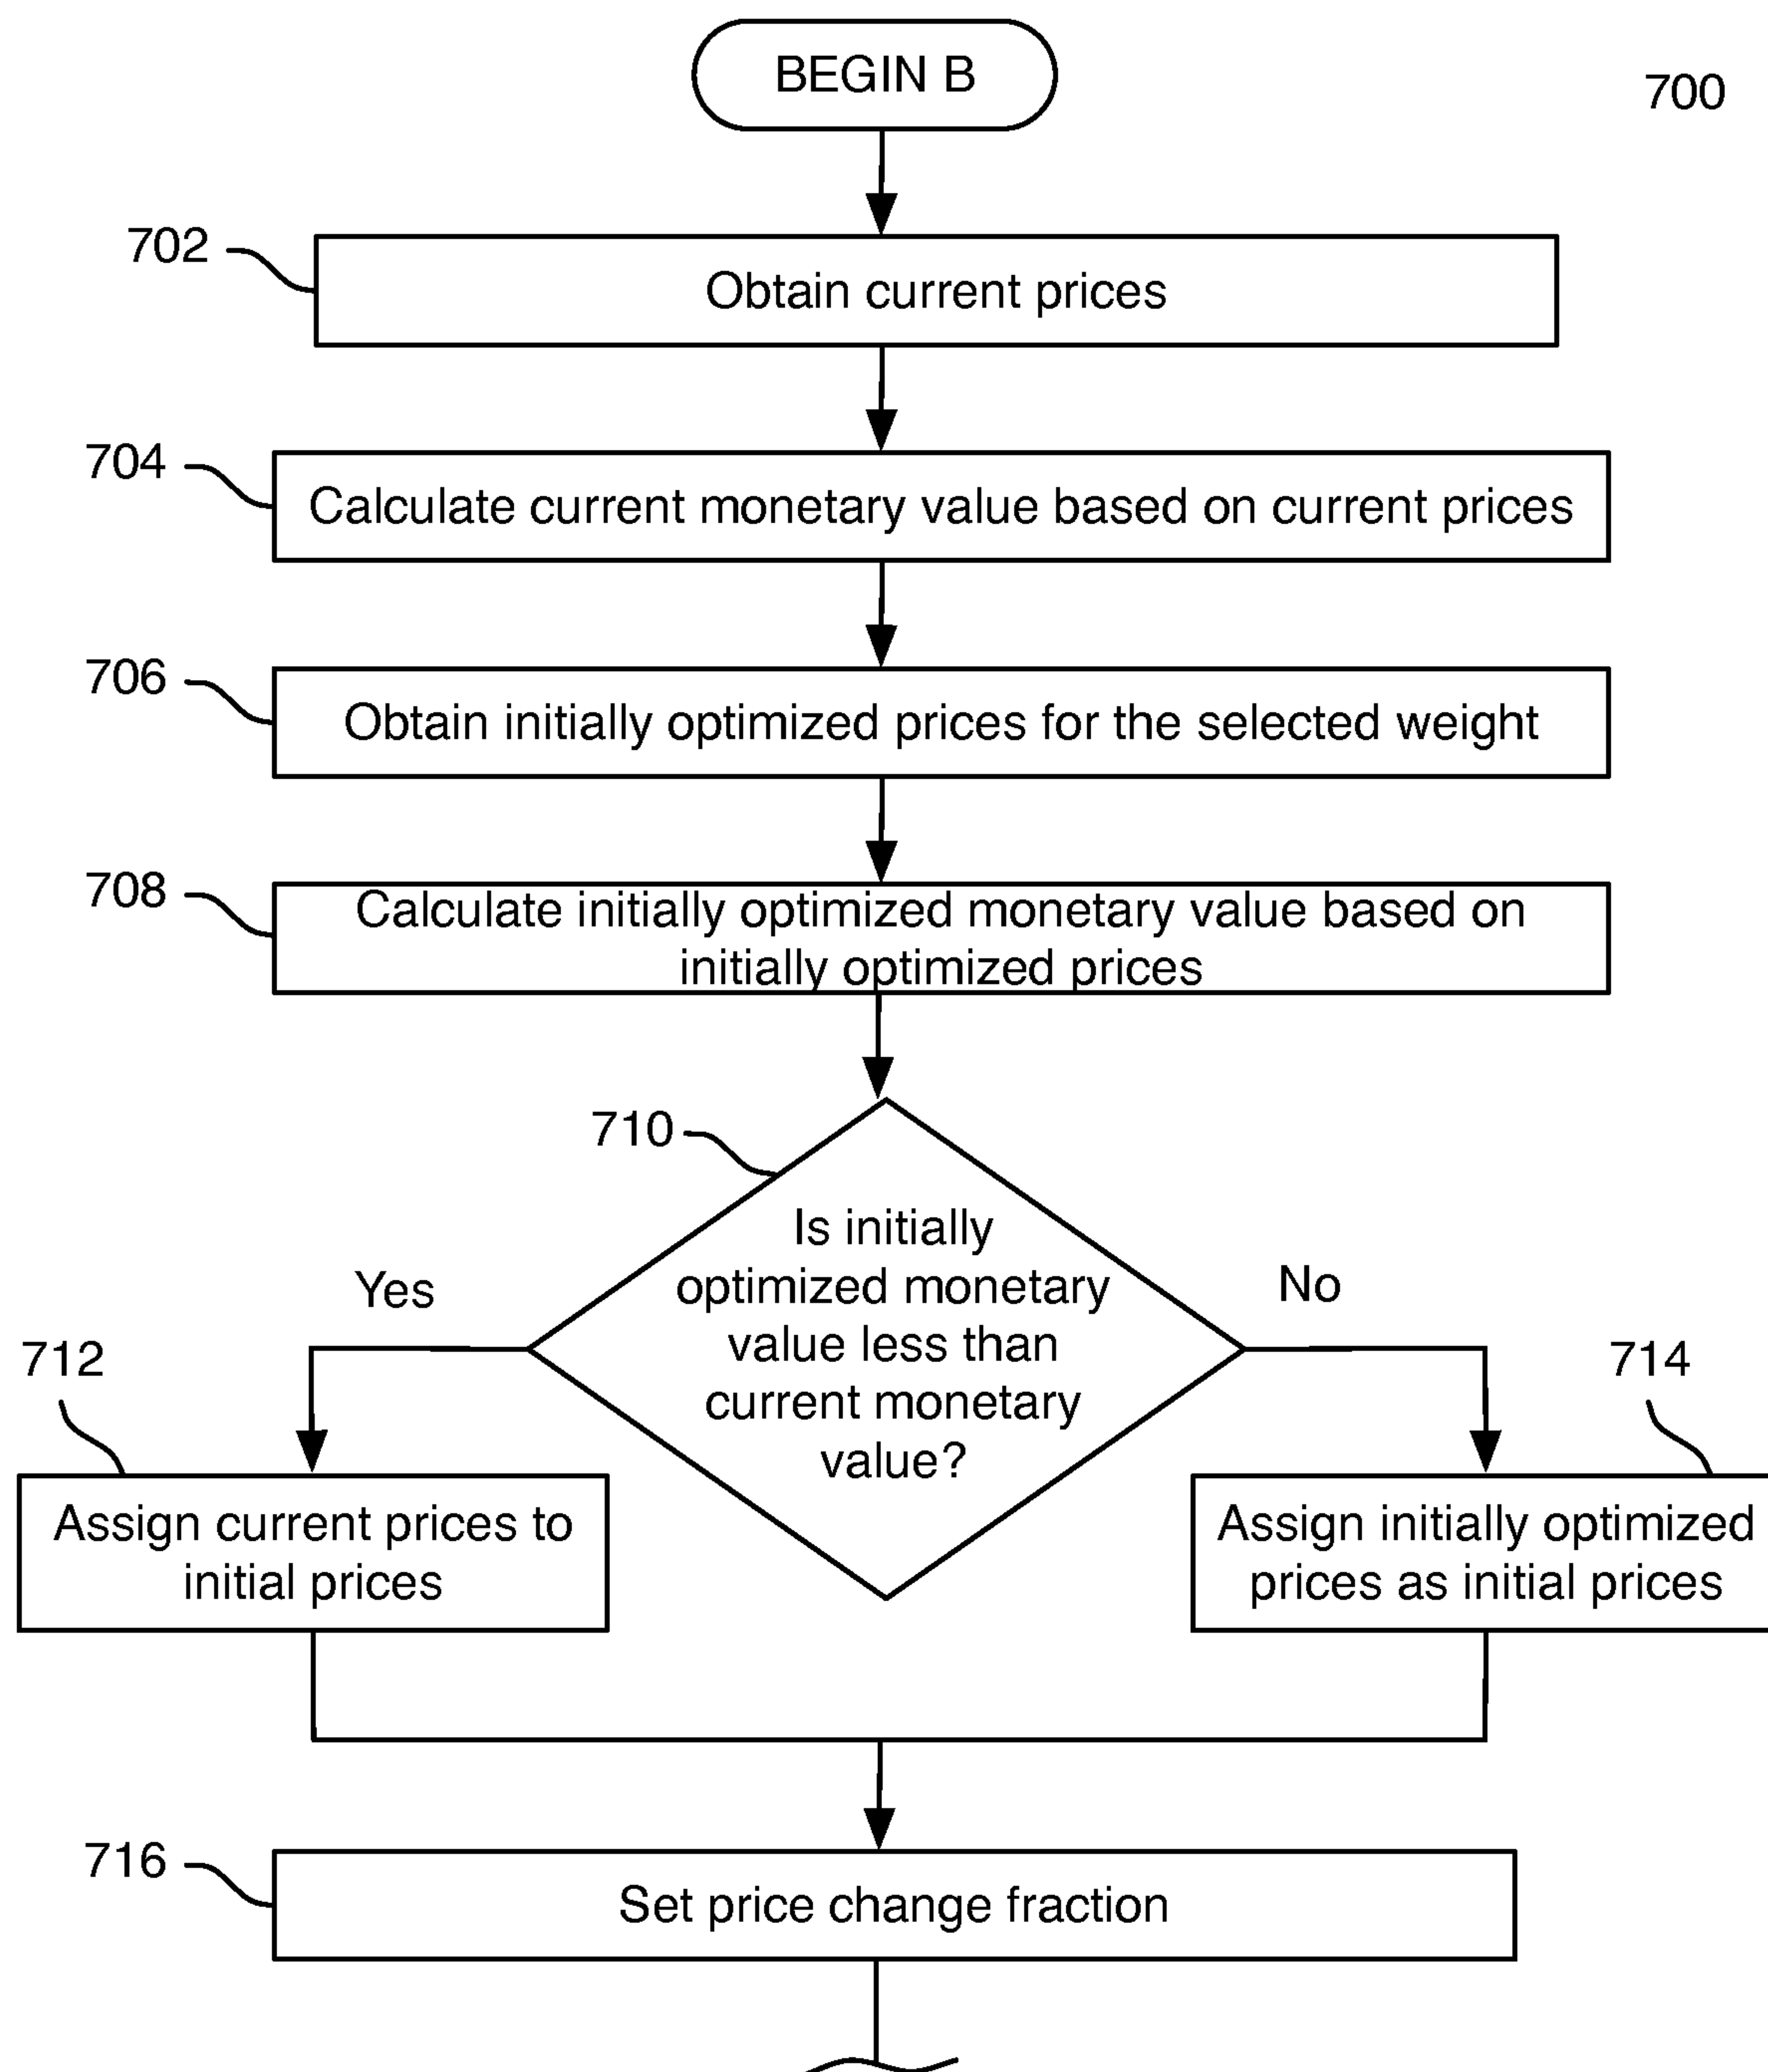 BEGIN B
700
702
Obtain current prices
704
Calculate current monetary value based on current prices
706
Obtain initially optimized prices for the selected weight
708
Calculate initially optimized monetary value based on
initially optimized prices
710
Is initially
optimized monetary
value less than
current monetary
value?
Yes
No
712
714
Assign current prices to
initial prices
Assign initially optimized
prices as initial prices
716
Set price change fraction